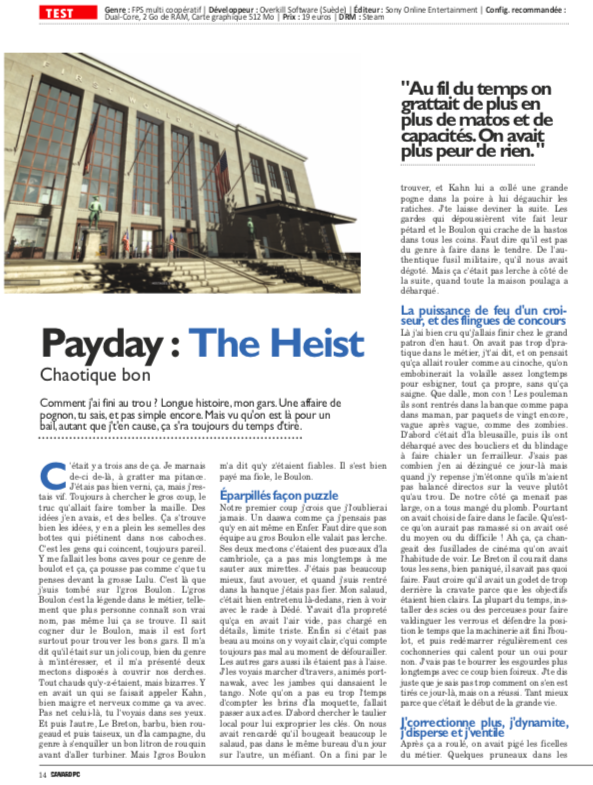 TEST
Genre : FPS multi coopératif | Développeur : Overkill Software (Suède) | Éditeur : Sony Online Entertainment | Config. recommandée :
Dual-Core, 2 Go de RAM, Carte graphique 512 Mo | Prix : 19 euros | DRM : Steam
Payday : The Heist
Chaotique bon
Comment j'ai fini au trou ? Longue histoire, mon gars. Une affaire de
pognon, tu sais, et pas simple encore. Mais vu qu'on est là pour un
bail, autant que j't'en cause, ça s'ra toujours du temps d'tiré.
C'était y a trois ans de ça. Je marnais
de-ci de-là, à gratter ma pitance.
J'étais pas bien verni, mais j'res-
tais vif. Toujours à chercher le gros coup, le
truc qu'allait faire tomber la maille. Des
idées j'en avais, et des belles. Ça s'trouve
bien les idées, y en a plein les semelles des
bottes qui piétinent dans nos caboches.
C'est les gens qui coincent, toujours pareil.
Y me fallait les bons caves pour ce genre de
boulot et ça, ça pousse pas comme c'que tu
penses devant la grosse Lulu. C'est là que
j'suis tombé sur l'gros Boulon. L'gros
Boulon c'est la légende dans le métier, telle-
ment que plus personne connaît son vrai
nom, pas même lui ça se trouve. Il sait
cogner dur le Boulon, mais il est fort
surtout pour trouver les bons gars. Il m'a
dit qu'il était sur un joli coup, bien du genre
à m'intéresser, et il m'a présenté deux
mectons disposés à couvrir nos derches.
Tout chauds qu'y-z-étaient, mais bizarres. Y
en avait un qui se faisait appeler Kahn,
bien maigre et nerveux comme ça va avec.
Pas net celui-là, tu l'voyais dans ses yeux.
Et puis l'autre, Le Breton, barbu, bien rou-
geaud et puis taiseux, un d'la campagne, du
genre à s'enquiller un bon litron de rouquin
avant d'aller turbiner. Mais l'gros Boulon
m'a dit qu'y z'étaient fiables. Il s'est bien
payé ma fiole, le Boulon.
Éparpillés façon puzzle
Notre premier coup j'crois que j'l'oublierai
jamais. Un daawa comme ça j'pensais pas
qu'y en ait même en Enfer. Faut dire que son
équipe au gros Boulon elle valait pas lerche.
Ses deux mectons c'étaient des puceaux d'la
cambriole, ça a pas mis longtemps à me
sauter aux mirettes. J'étais pas beaucoup
mieux, faut avouer, et quand j'suis rentré
dans la banque j'étais pas fier. Mon salaud,
c'était bien entretenu là-dedans, rien à voir
avec le rade à Dédé. Y'avait d'la propreté
qu'ça en avait l'air vide, pas chargé en
détails, limite triste. Enfin si c'était pas
beau au moins on y voyait clair, c'qui compte
toujours pas mal au moment de défourailler.
Les autres gars aussi ils étaient pas à l'aise.
J'les voyais marcher d'travers, animés port-
nawak, avec les jambes qui dansaient le
tango. Note qu'on a pas eu trop l'temps
d'compter les brins d'la moquette, fallait
passer aux actes. D'abord chercher le taulier
local pour lui exproprier les clés. On nous
avait rencardé qu'il bougeait beaucoup le
salaud, pas dans le même bureau d'un jour
sur l'autre, un méfiant. On a fini par le
"Au fil du temps on
grattait de plus en
plus de matos et de
capacités. On avait
plus peur de rien."
trouver, et Kahn lui a collé une grande
pogne dans la poire à lui dégauchir les
ratiches. J'te laisse deviner la suite. Les
gardes qui dépoussièrent vite fait leur
pétard et le Boulon qui crache de la bastos
dans tous les coins. Faut dire qu'il est pas
du genre à faire dans le tendre. De l'au-
thentique fusil militaire, qu'il nous avait
dégoté. Mais ça c'était pas lerche à côté de
la suite, quand toute la maison poulaga a
débarqué.
La puissance de feu d'un croi-
seur, et des flingues de concours
Là j'ai bien cru qu'j'allais finir chez le grand
patron d'en haut. On avait pas trop d'pra-
tique dans le métier, j't'ai dit, et on pensait
qu'ça allait rouler comme au cinoche, qu'on
embobinerait la volaille assez longtemps
pour esbigner, tout ça propre, sans qu'ça
saigne. Que dalle, mon con ! Les pouleman
ils sont rentrés dans la banque comme papa
dans maman, par paquets de vingt encore,
vague après vague, comme des zombies.
D'abord c'était d'la bleusaille, puis ils ont
débarqué avec des boucliers et du blindage
à faire chialer un ferrailleur. J'sais pas
combien j'en ai dézingué ce jour-là mais
quand j'y repense j'm'étonne qu'ils m'aient
pas balancé directos sur la veuve plutôt
qu'au trou. De notre côté ça menait pas
large, on a tous mangé du plomb. Pourtant
on avait choisi de faire dans le facile. Qu'est-
ce qu'on aurait pas ramassé si on avait osé
du moyen ou du difficile ! Ah ça, ça chan-
geait des fusillades de cinéma qu'on avait
l'habitude de voir. Le Breton il courait dans
tous les sens, bien paniqué, il savait pas quoi
faire. Faut croire qu'il avait un godet de trop
derrière la cravate parce que les objectifs
étaient bien clairs. La plupart du temps, ins-
taller des scies ou des perceuses pour faire
valdinguer les verrous et défendre la posi-
tion le temps que la machinerie ait fini l'bou-
lot, et puis redémarrer régulièrement ces
cochonneries qui calent pour un oui pour
non. J'vais pas te bourrer les esgourdes plus
longtemps avec ce coup bien foireux. J'te dis
juste que je sais pas trop comment on s'en est
tirés ce jour-là, mais on a réussi. Tant mieux
parce que c'était le début de la grande vie.
J'correctionne plus, j'dynamite,
j'disperse et j'ventile
Après ça a roulé, on avait pigé les ficelles
du métier. Quelques pruneaux dans les
14 CANARD PC